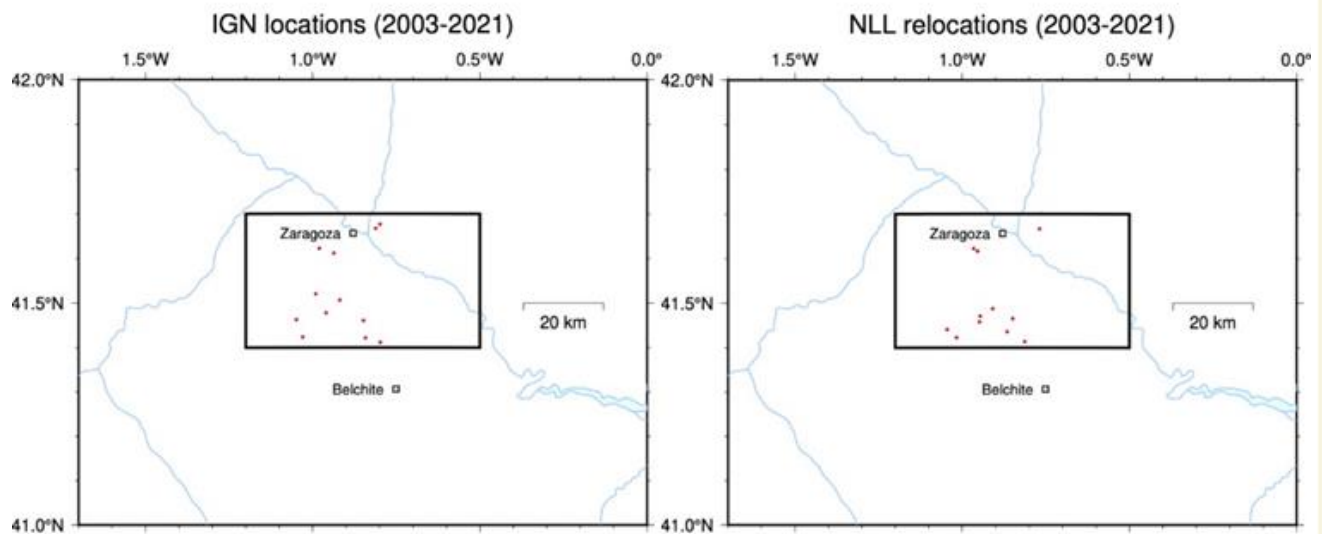 IGN locations (2003-2021)
1.5°W 1.0°W 0.5°W 0.0°
42.0°N
Zaragoza
41.5°N
20 km
Belchite
41.0°N
NLL relocations (2003-2021)
1.5°W 1.0°W 0.5°W 0.0°
42.0°N
Zaragoza
41.5°N
20 km
Belchite
41.0°N